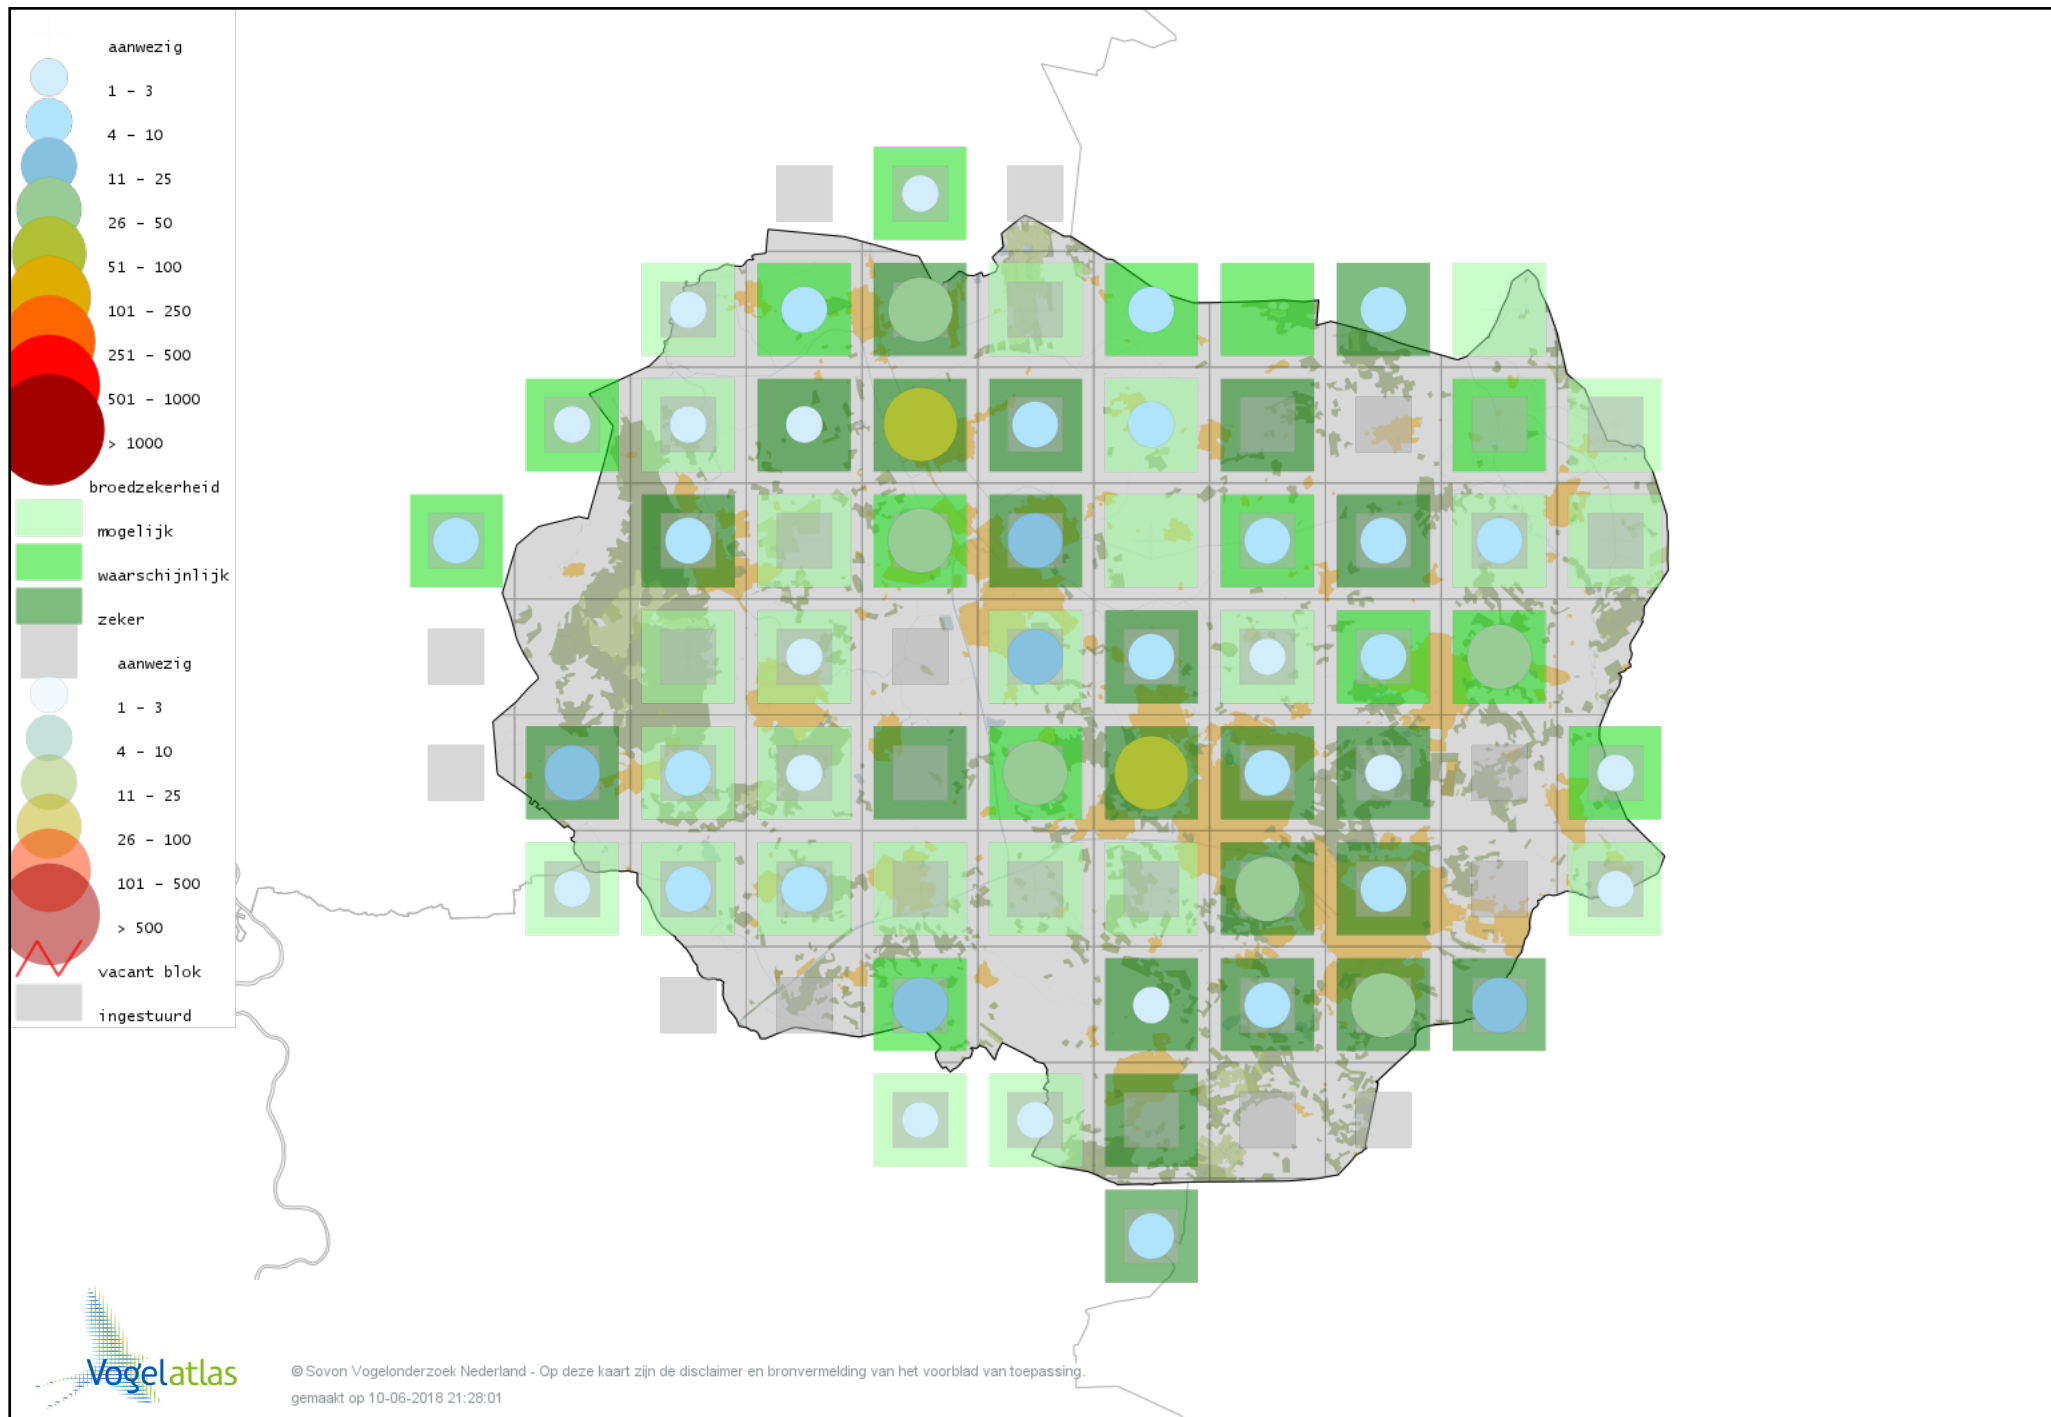 aanwezig
1 - 3
4 - 10
11 - 25
26 - 50
51 - 100
101 - 250
251 - 500
501 - 1000
> 1000
broedzekerheid
mogelijk
waarschijnlijk
zeker
aanwezig
1 - 3
4 - 10
11 - 25
26 - 100
101 - 500
> 500
vacant blok
ingestuurd
Vogelatlas
© Sovon Vogelonderzoek Nederland - Op deze kaart zijn de disclaimer en bronvermelding van het voorblad van toepassing.
gemaakt op 10-06-2018 21:28:01